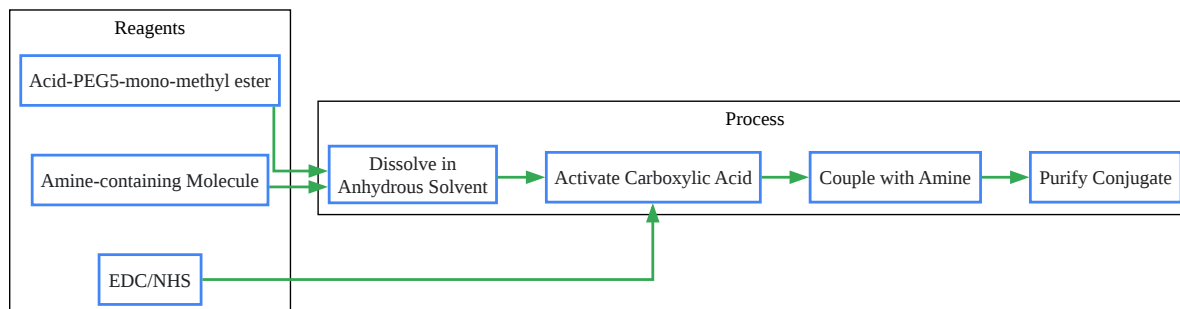 Reagents
Acid-PEG5-mono-methyl ester
Amine-containing Molecule
EDC/NHS
Process
Dissolve in
Anhydrous Solvent
Activate Carboxylic Acid
Couple with Amine
Purify Conjugate